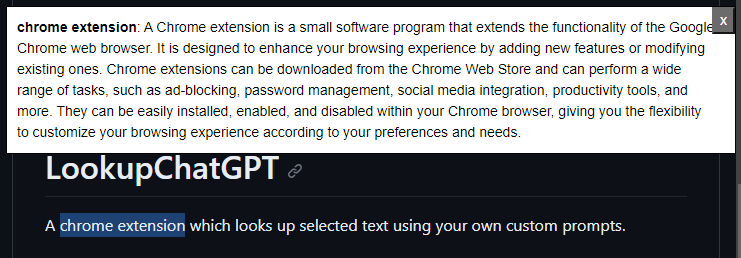 chrome extension: A Chrome extension is a small software program that extends the functionality of the Google
X
Chrome web browser. It is designed to enhance your browsing experience by adding new features or modifying
existing ones. Chrome extensions can be downloaded from the Chrome Web Store and can perform a wide
range of tasks, such as ad-blocking, password management, social media integration, productivity tools, and
more. They can be easily installed, enabled, and disabled within your Chrome browser, giving you the flexibility
to customize your browsing experience according to your preferences and needs.
LookupChatGPT
A chrome extension which looks up selected text using your own custom prompts.